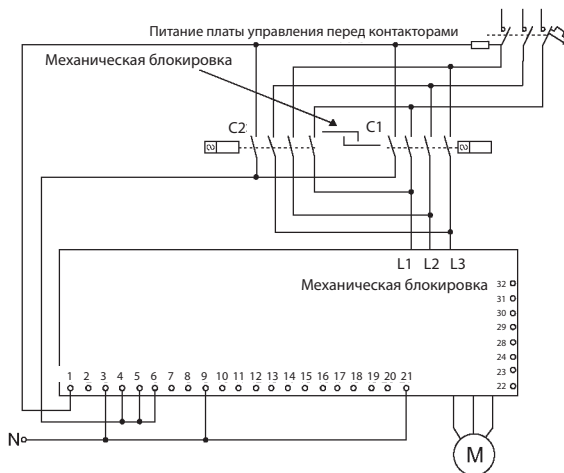 Питание платы управления перед контакторами
Механическая блокировка
C2
C1
L1 L2 L3
Механическая блокировка
32
31
30
29
28
24
23
22
1 2 3 4 5 6 7 8 9 10 11 12 13 14 15 16 17 18 19 20 21
N
M